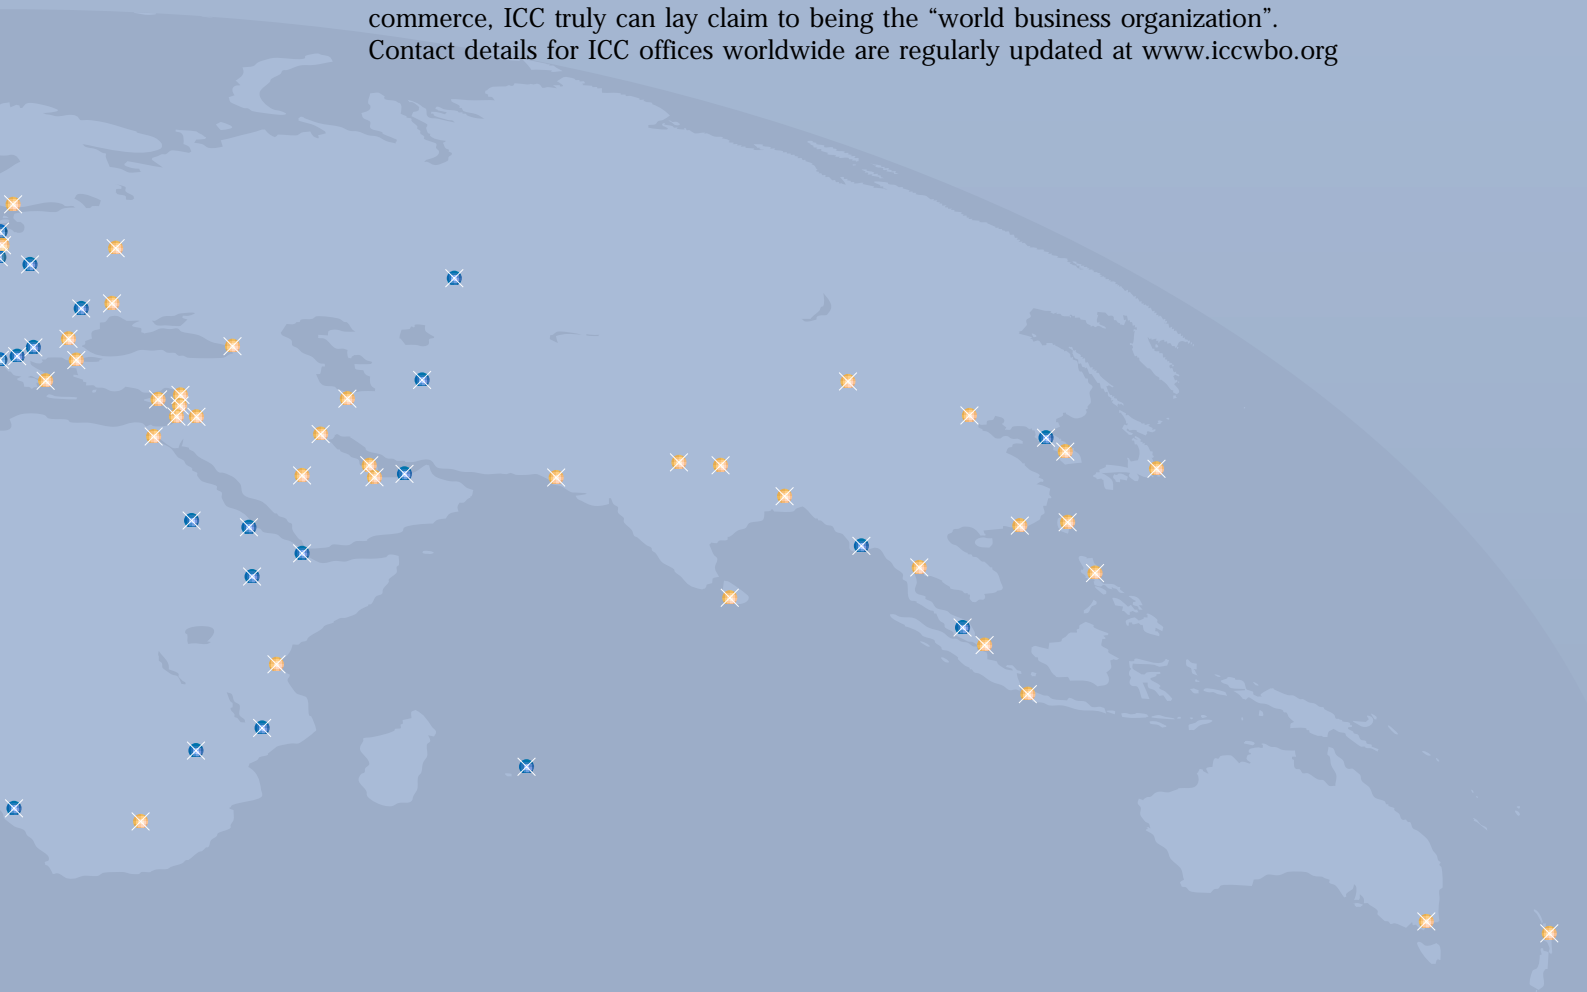 commerce, ICC truly can lay claim to being the “world business organization”.
Contact details for ICC offices worldwide are regularly updated at www.iccwbo.org